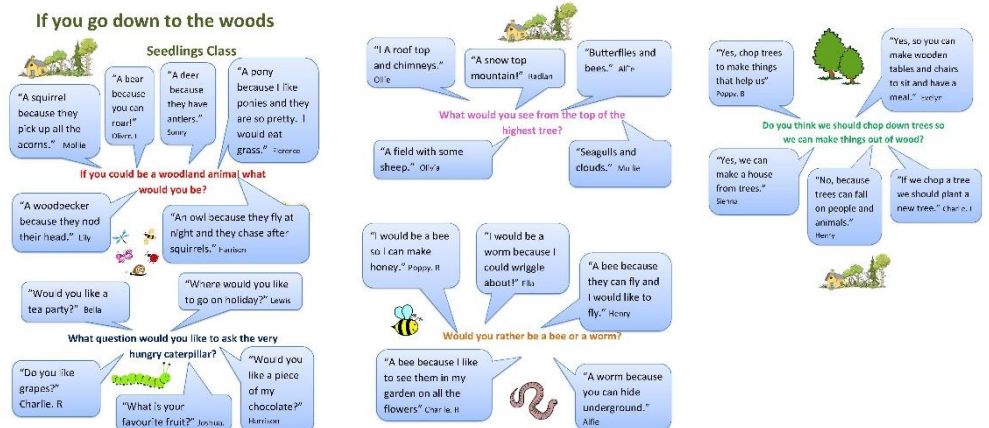 If you go down to the woods
Seedlings Class
"A squirrel
because they
pick up all the
acorns." Mollie
"A bear
because
you can
roar!"
Oliver. I
"A deer
because
they have
antlers."
Sonny
"A pony
because I like
ponies and they
are so pretty. I
would eat
grass." Florence
If you could be a woodland animal what
would you be?
"A woodpecker
because they nod
their head." Lily
"An owl because they fly at
night and they chase after
squirrels." Harrison
"Would you like a
tea party?" Bella
"Where would you like
to go on holiday?" Lewis
What question would you like to ask the very
hungry caterpillar?
"Do you like
grapes?"
Charlie. R
"What is your
favourite fruit?" Joshua.
"Would you
like a piece
of my
chocolate?"
Harrison
"I A roof top
and chimneys."
Ollie
"A snow top
mountain!" Radian
"Butterflies and
bees." Alfie
What would you see from the top of the
highest tree?
"A field with some
sheep." Olivia
"Seagulls and
clouds." Mollie
"I would be a bee
so I can make
honey." Poppy. R
"I would be a
worm because I
could wriggle
about!" Ella
"A bee because
they can fly and
I would like to
fly." Henry
Would you rather be a bee or a worm?
"A bee because I like
to see them in my
garden on all the
flowers" Charlie. H
"A worm because
you can hide
underground."
Alfie
"Yes, chop trees
to make things
that help us"
Poppy. B
"Yes, so you can
make wooden
tables and chairs
to sit and have a
meal." Evelyn
Do you think we should chop down trees so
we can make things out of wood?
"Yes, we can
make a house
from trees."
Sienna
"No, because
trees can fall
on people and
animals."
Henry
"If we chop a tree
we should plant a
new tree." Charlie. J